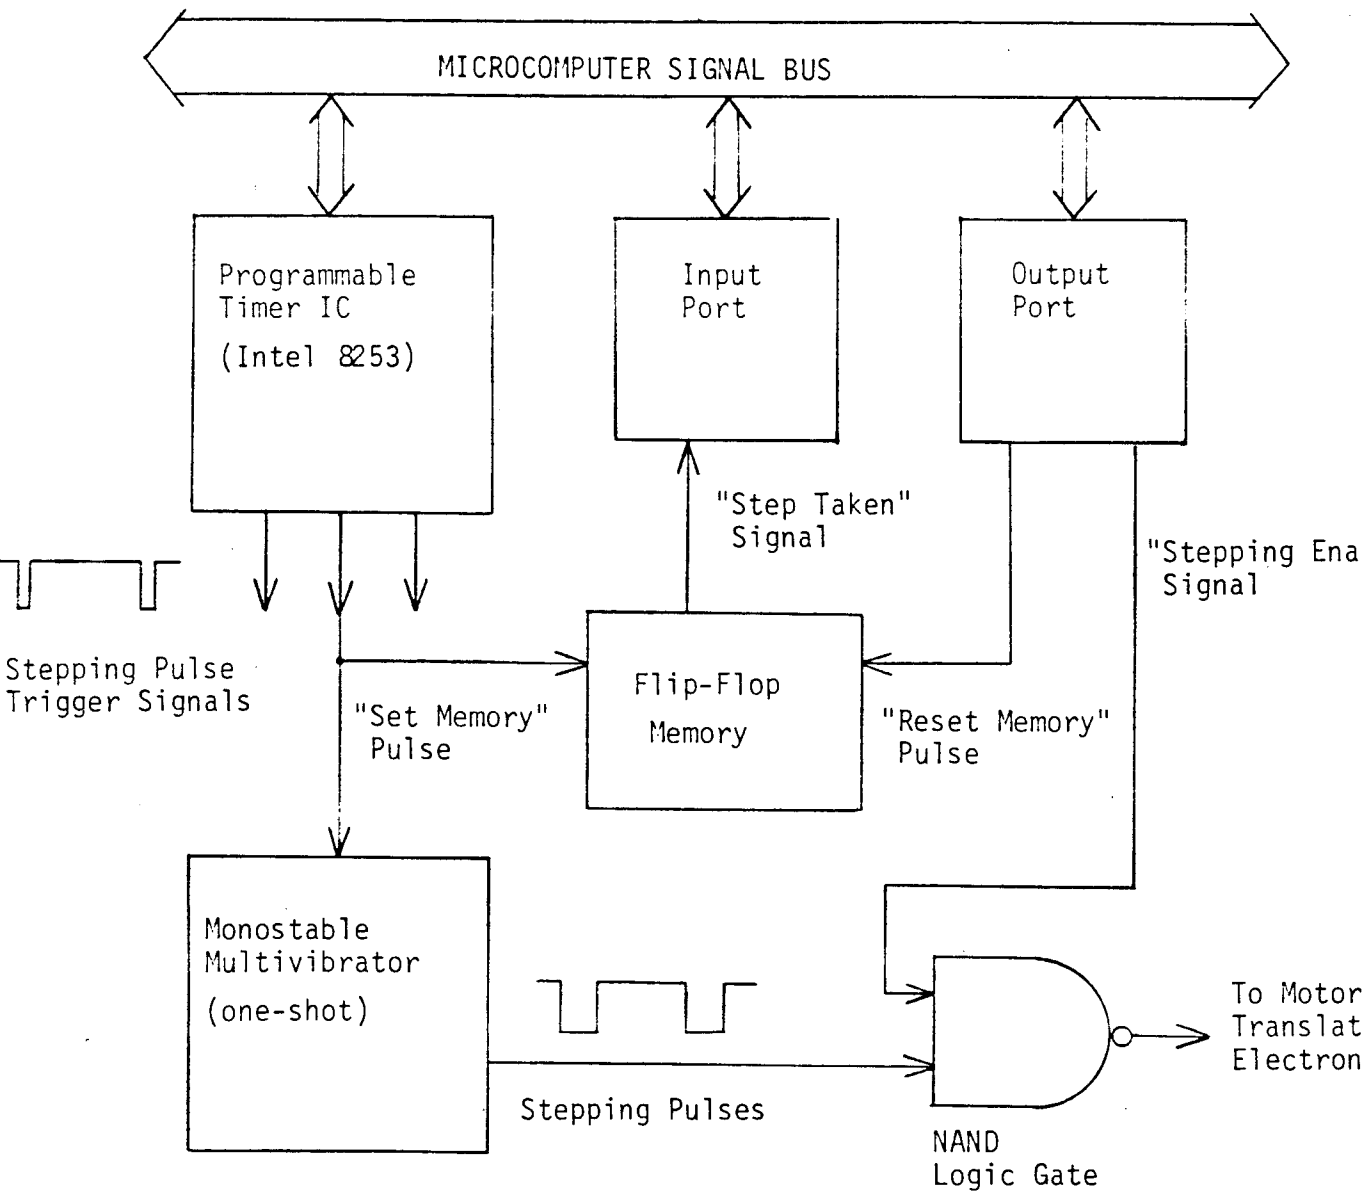 MICROCOMPUTER SIGNAL BUS
Programmable
Timer IC
(Intel 8253)
Input
Port
Output
Port
"Step Taken"
Signal
"Stepping Ena
Signal
Stepping Pulse
Trigger Signals
"Set Memory"
Pulse
Flip-Flop
Memory
"Reset Memory"
Pulse
Monostable
Multivibrator
(one-shot)
Stepping Pulses
To Motor
Translat
Electron
NAND
Logic Gate